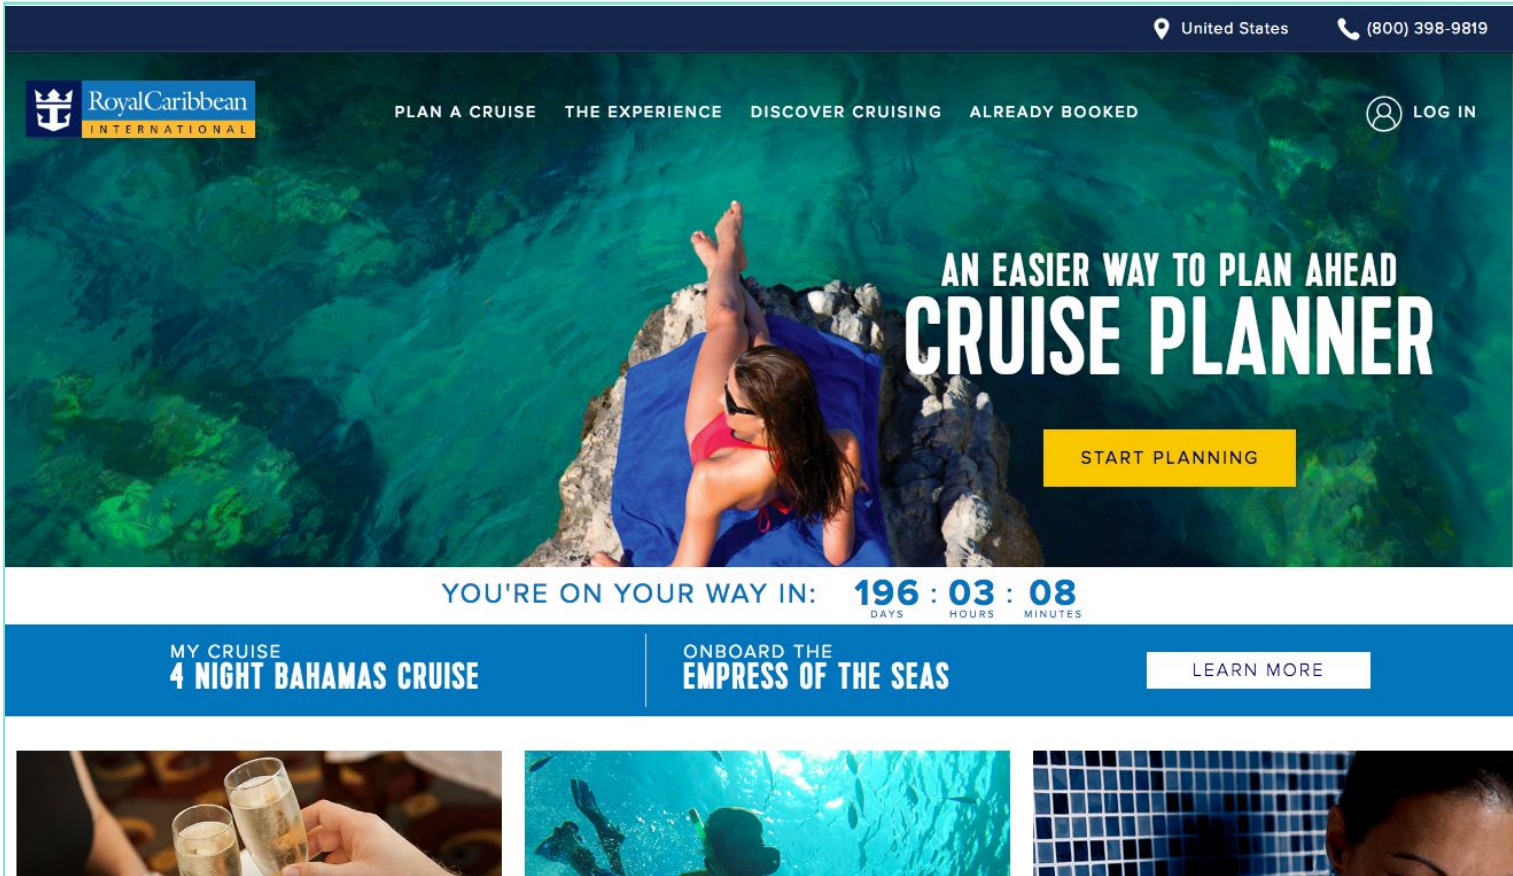 United States
(800) 398-9819
RoyalCaribbean
INTERNATIONAL
PLAN A CRUISE THE EXPERIENCE DISCOVER CRUISING ALREADY BOOKED
LOG IN
AN EASIER WAY TO PLAN AHEAD
CRUISE PLANNER
START PLANNING
YOU'RE ON YOUR WAY IN: 196 : 03 : 08
DAYS HOURS MINUTES
MY CRUISE
4 NIGHT BAHAMAS CRUISE
ONBOARD THE
EMPRESS OF THE SEAS
LEARN MORE